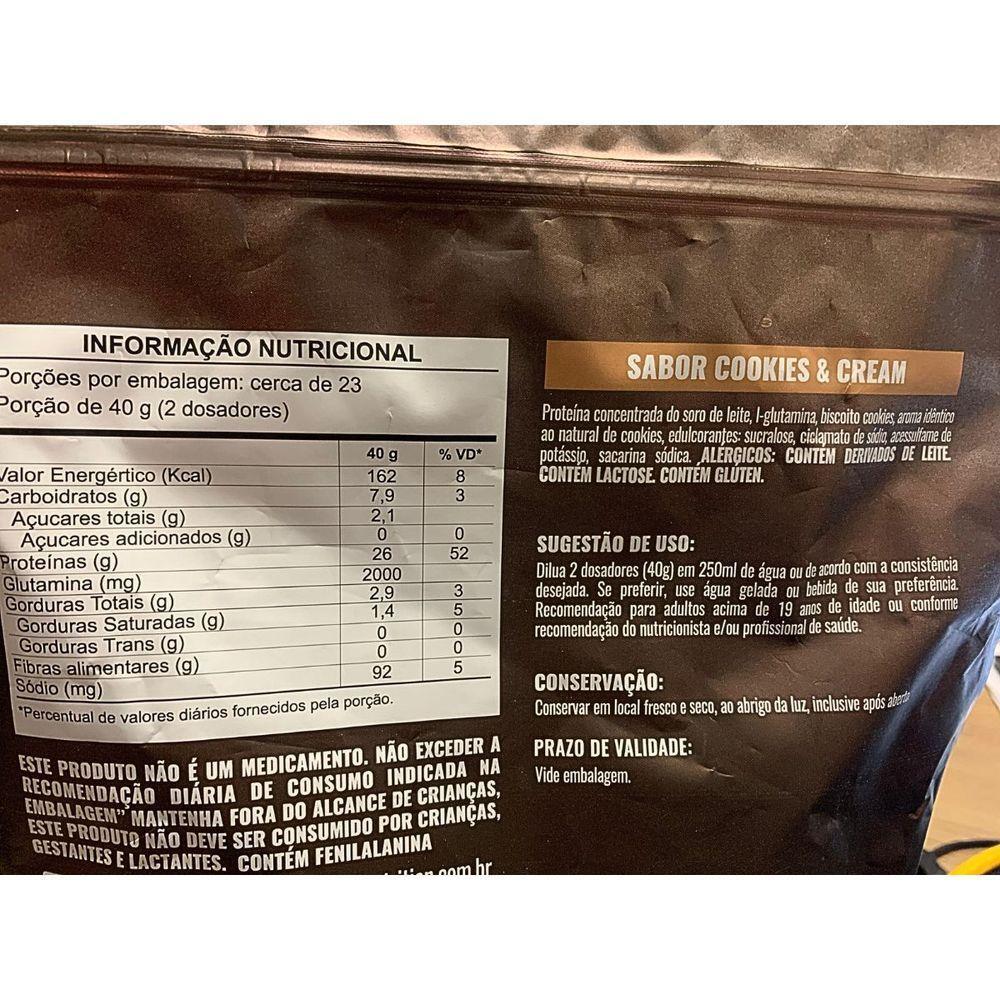 INFORMAÇÃO NUTRICIONAL
Porções por embalagem: cerca de 23
Porção de 40 g (2 dosadores)
40 g % VD*
Valor Energértico (Kcal) 162 8
Carboidratos (g) 7,9 3
Açucares totais (g) 2,1
Açucares adicionados (g) 0 0
Proteínas (g) 26 52
Glutamina (mg) 2000
Gorduras Totais (g) 2,9 3
Gorduras Saturadas (g) 1,4 5
Gorduras Trans (g) 0 0
Fibras alimentares (g) 0 0
Sódio (mg) 92 5
*Percentual de valores diários fornecidos pela porção.
ESTE PRODUTO NÃO É UM MEDICAMENTO. NÃO EXCEDER A
RECOMENDAÇÃO DIÁRIA DE CONSUMO INDICADA NA
EMBALAGEM" MANTENHA FORA DO ALCANCE DE CRIANÇAS,
ESTE PRODUTO NÃO DEVE SER CONSUMIDO POR CRIANÇAS,
GESTANTES E LACTANTES. CONTÉM FENILALANINA
SABOR COOKIES & CREAM
Proteína concentrada do soro de leite, l-glutamina, biscoito cookies, aroma idêntico
ao natural de cookies, edulcorantes: sucralose, ciclamato de sódio, acessulfame de
potássio, sacarina sódica. ALÉRGICOS: CONTÉM DERIVADOS DE LEITE.
CONTÉM LACTOSE. CONTÉM GLÚTEN.
SUGESTÃO DE USO:
Dilua 2 dosadores (40g) em 250ml de água ou de acordo com a consistência
desejada. Se preferir, use água gelada ou bebida de sua preferência.
Recomendação para adultos acima de 19 anos de idade ou conforme
recomendação do nutricionista e/ou profissional de saúde.
CONSERVAÇÃO:
Conservar em local fresco e seco, ao abrigo da luz, inclusive após aberta
PRAZO DE VALIDADE:
Vide embalagem.